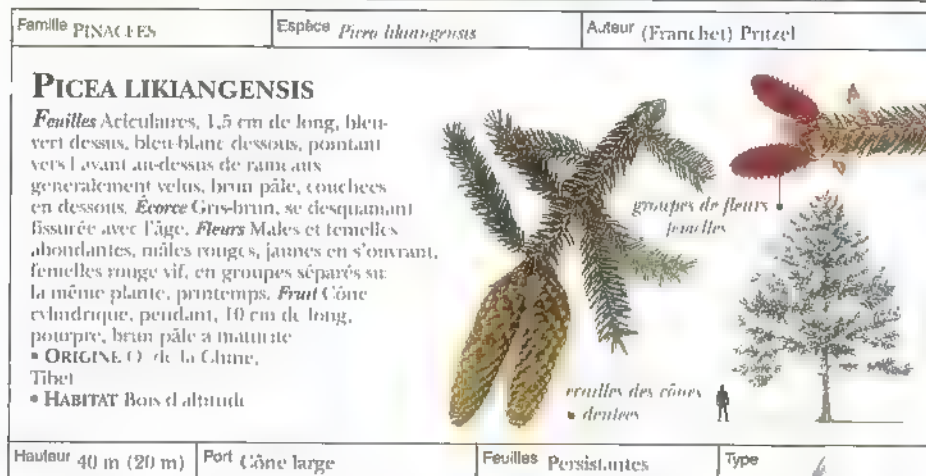 Famille PINACÉES
Espèce Picea likiangensis
Auteur (Franchet) Pritzel
PICEA LIKIANGENSIS
Feuilles Aciculaires, 1,5 cm de long, bleu-
vert dessus, bleu-blanc dessous, pointant
vers l'avant au-dessus de rameaux
généralement velus, brun pâle, couchées
en dessous. Écorce Gris-brun, se desquamant
fissurée avec l'âge. Fleurs Mâles et femelles
abondantes, mâles rouges, jaunes en s'ouvrant,
femelles rouge vif, en groupes séparés sur
la même plante, printemps. Fruit Cône
cylindrique, pendant, 10 cm de long,
pourpre, brun pâle à maturité
• ORIGINE O. de la Chine,
Tibet
• HABITAT Bois d'altitude
groupes de fleurs
femelles
écailles des cônes
• dentées
Hauteur 40 m (20 m)
Port Cône large
Feuilles Persistantes
Type